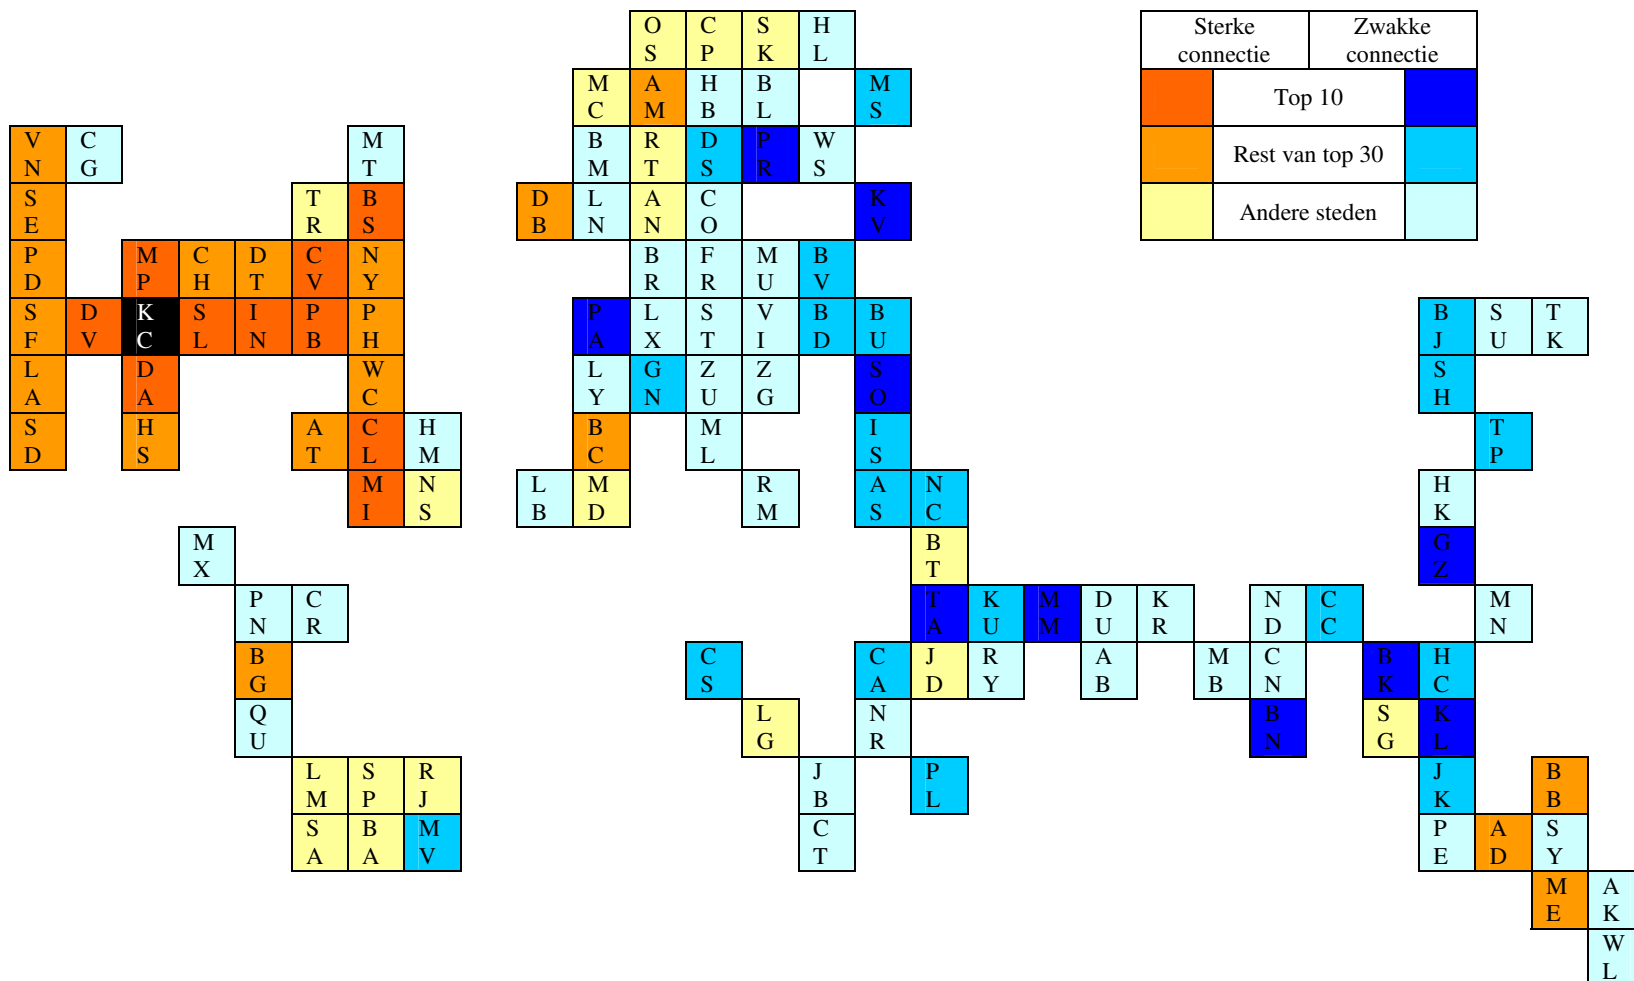 Sterke connectie
Zwakke connectie
Top 10
Rest van top 30
Andere steden
OS CP SK HL
MC AM HB BL MS
VN CG MT BM RT DS PR WS
SE TR BS DB LN AN CO KV
PD MP CH DT CV NY BR FR MU BV
SF DV KC SL IN PB PH PA LX ST VI BD BU BJ SU TK
LA DA WC LY GN ZU ZG SO SH
SD HS AT CL HM BC ML IS TP
MI NS LB MD RM AS NC HK
MX BT GZ
PN CR TA KU MM DU KR ND CC MN
BG CS CA JD RY AB MB CN BK HC
QU LG NR BN SG KL
LM SP RJ JB PL JK BB
SA BA MV CT PE AD SY
ME AK
WL